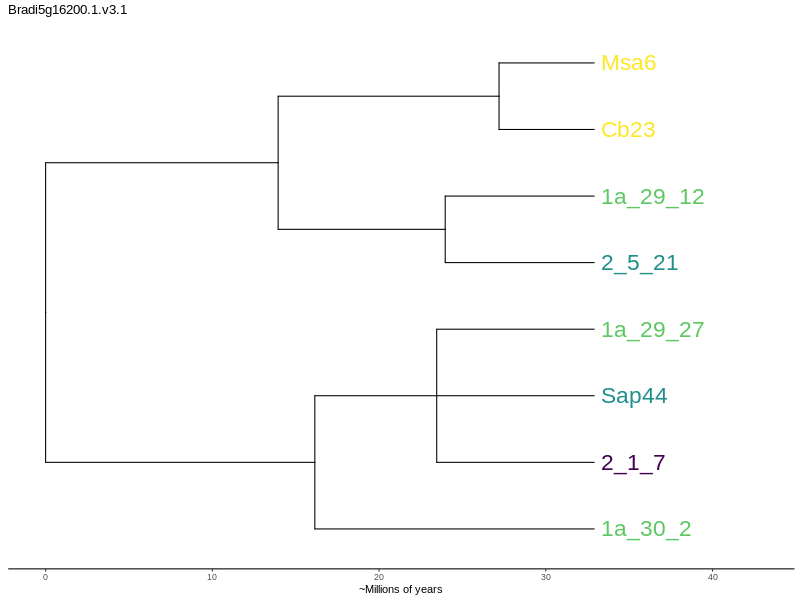 Bradi5g16200.1.v3.1
Msa6
Cb23
1a_29_12
2_5_21
1a_29_27
Sap44
2_1_7
1a_30_2
0 10 20 30 40
~Millions of years